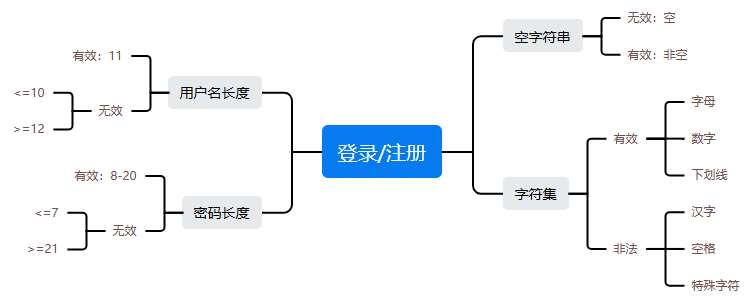 登录/注册
用户名长度
有效：11
无效
<=10
>=12
密码长度
有效：8-20
无效
<=7
>=21
空字符串
无效：空
有效：非空
字符集
有效
字母
数字
下划线
非法
汉字
空格
特殊字符